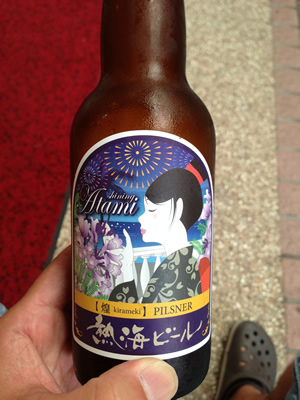 shining
Atami
【煌 kirameki】 PILSNER
熱海ビール